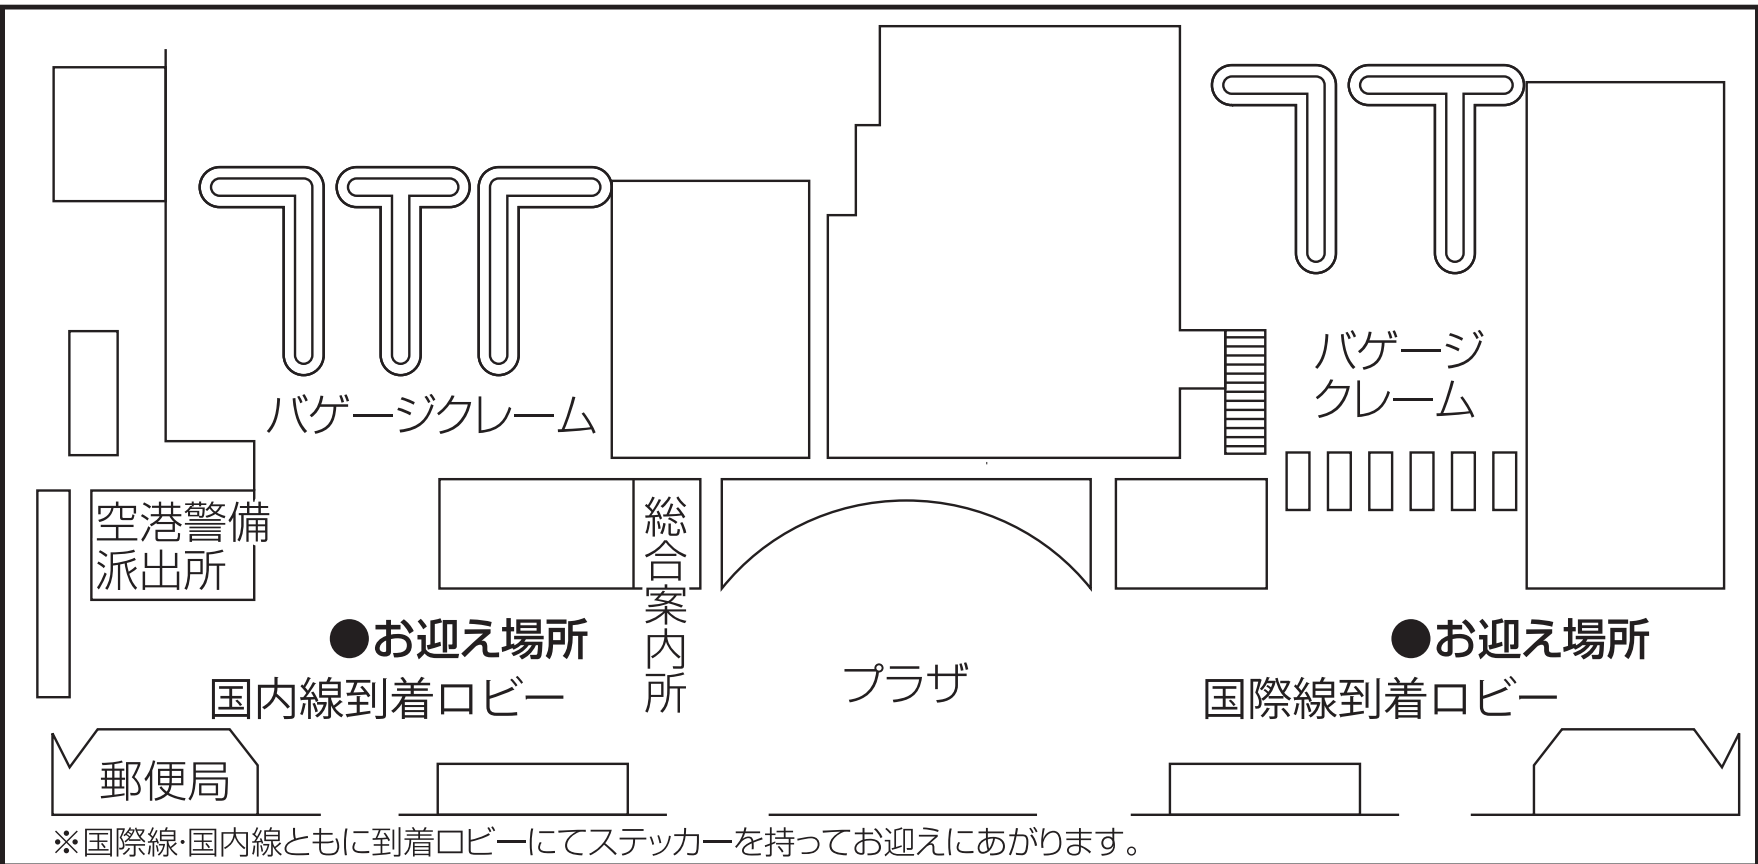 バゲージクレーム
バゲージ
クレーム
空港警備
派出所
総合案内所
●お迎え場所
国内線到着ロビー
プラザ
●お迎え場所
国際線到着ロビー
郵便局
※国際線・国内線ともに到着ロビーにてステッカーを持ってお迎えにあがります。